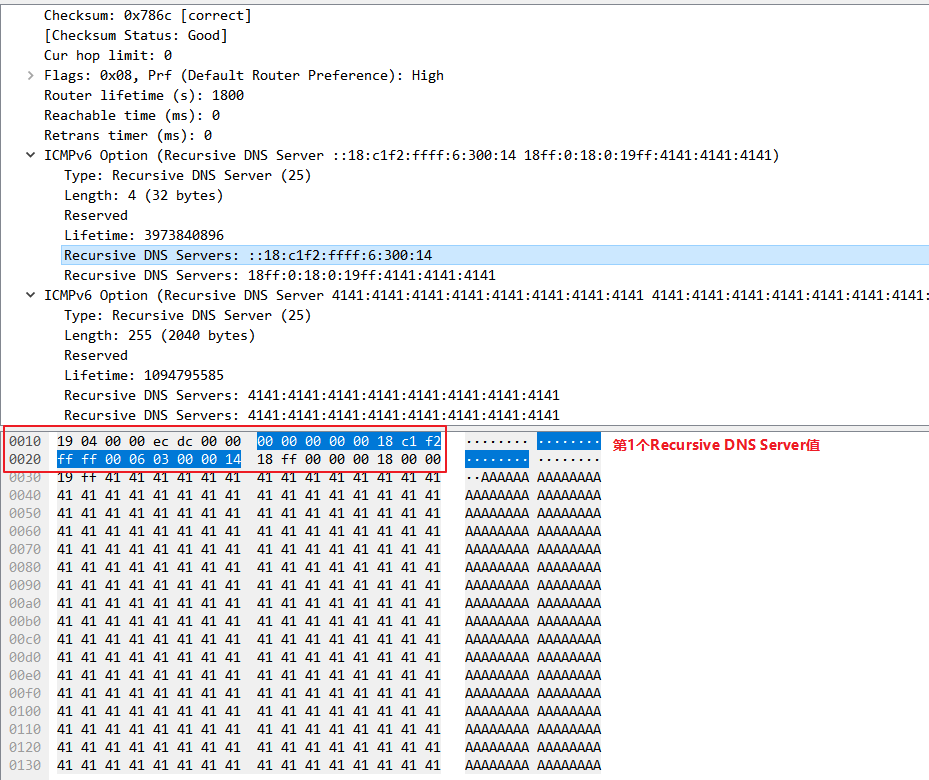 Checksum: 0x786c [correct]
[Checksum Status: Good]
Cur hop limit: 0
Flags: 0x08, Prf (Default Router Preference): High
Router lifetime (s): 1800
Reachable time (ms): 0
Retrans timer (ms): 0
ICMPv6 Option (Recursive DNS Server ::18:c1f2:ffff:6:300:14 18ff:0:18:0:19ff:4141:4141:4141)
Type: Recursive DNS Server (25)
Length: 4 (32 bytes)
Reserved
Lifetime: 3973840896
Recursive DNS Servers: ::18:c1f2:ffff:6:300:14
Recursive DNS Servers: 18ff:0:18:0:19ff:4141:4141:4141
ICMPv6 Option (Recursive DNS Server 4141:4141:4141:4141:4141:4141:4141:4141 4141:4141:4141:4141:4141:4141:4141:
Type: Recursive DNS Server (25)
Length: 255 (2040 bytes)
Reserved
Lifetime: 1094795585
Recursive DNS Servers: 4141:4141:4141:4141:4141:4141:4141:4141
Recursive DNS Servers: 4141:4141:4141:4141:4141:4141:4141:4141
0010 19 04 00 00 ec dc 00 00 00 00 00 00 00 18 c1 f2 ········ ········ 第1个Recursive DNS Server值
0020 ff ff 00 06 03 00 00 14 18 ff 00 00 00 18 00 00 ········ ········
0030 19 ff 41 41 41 41 41 41 41 41 41 41 41 41 41 41 ··AAAAAA AAAAAAAA
0040 41 41 41 41 41 41 41 41 41 41 41 41 41 41 41 41 AAAAAAAA AAAAAAAA
0050 41 41 41 41 41 41 41 41 41 41 41 41 41 41 41 41 AAAAAAAA AAAAAAAA
0060 41 41 41 41 41 41 41 41 41 41 41 41 41 41 41 41 AAAAAAAA AAAAAAAA
0070 41 41 41 41 41 41 41 41 41 41 41 41 41 41 41 41 AAAAAAAA AAAAAAAA
0080 41 41 41 41 41 41 41 41 41 41 41 41 41 41 41 41 AAAAAAAA AAAAAAAA
0090 41 41 41 41 41 41 41 41 41 41 41 41 41 41 41 41 AAAAAAAA AAAAAAAA
00a0 41 41 41 41 41 41 41 41 41 41 41 41 41 41 41 41 AAAAAAAA AAAAAAAA
00b0 41 41 41 41 41 41 41 41 41 41 41 41 41 41 41 41 AAAAAAAA AAAAAAAA
00c0 41 41 41 41 41 41 41 41 41 41 41 41 41 41 41 41 AAAAAAAA AAAAAAAA
00d0 41 41 41 41 41 41 41 41 41 41 41 41 41 41 41 41 AAAAAAAA AAAAAAAA
00e0 41 41 41 41 41 41 41 41 41 41 41 41 41 41 41 41 AAAAAAAA AAAAAAAA
00f0 41 41 41 41 41 41 41 41 41 41 41 41 41 41 41 41 AAAAAAAA AAAAAAAA
0100 41 41 41 41 41 41 41 41 41 41 41 41 41 41 41 41 AAAAAAAA AAAAAAAA
0110 41 41 41 41 41 41 41 41 41 41 41 41 41 41 41 41 AAAAAAAA AAAAAAAA
0120 41 41 41 41 41 41 41 41 41 41 41 41 41 41 41 41 AAAAAAAA AAAAAAAA
0130 41 41 41 41 41 41 41 41 41 41 41 41 41 41 41 41 AAAAAAAA AAAAAAAA